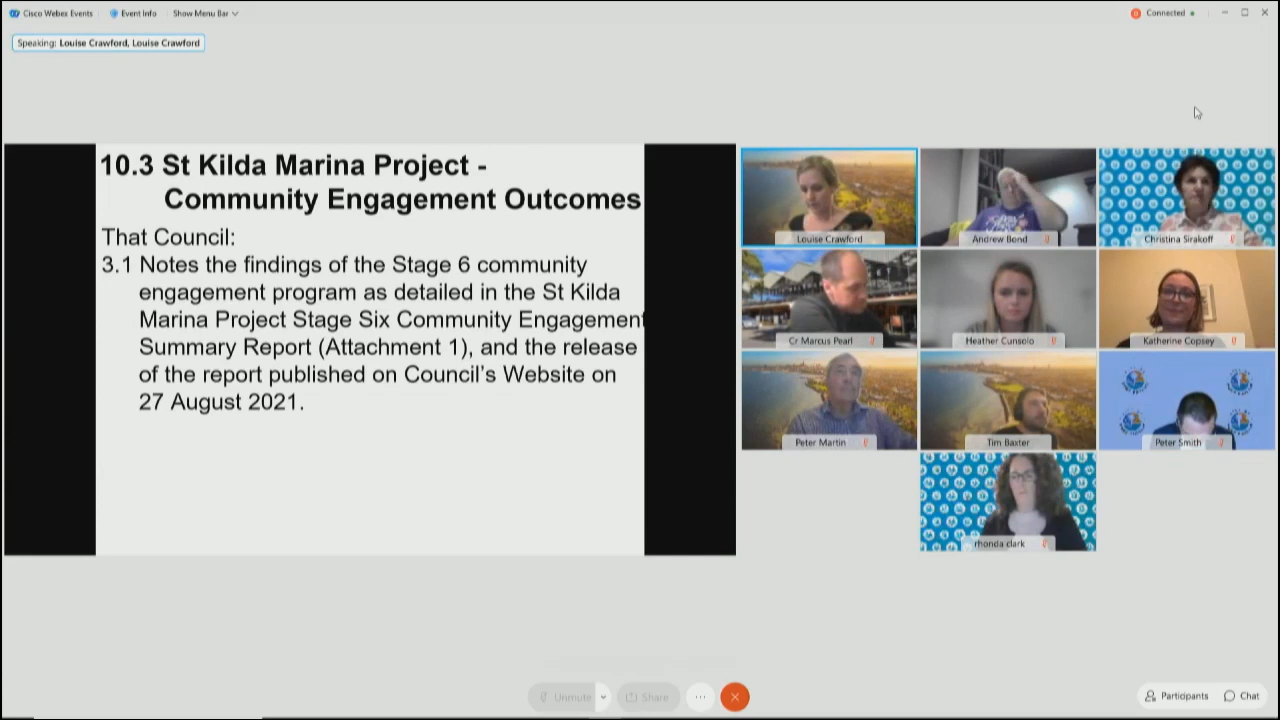 Cisco Webex Events
Event Info
Show Menu Bar
Connected
Speaking: Louise Crawford, Louise Crawford
10.3 St Kilda Marina Project -
Community Engagement Outcomes
That Council:
3.1 Notes the findings of the Stage 6 community
engagement program as detailed in the St Kilda
Marina Project Stage Six Community Engagement
Summary Report (Attachment 1), and the release
of the report published on Council's Website on
27 August 2021.
Louise Crawford
Andrew Bond
Christina Sirakoff
Cr Marcus Pearl
Heather Cunsolo
Katherine Copsey
Peter Martin
Tim Baxter
Peter Smith
rhonda clark
Unmute
Share
Participants
Chat